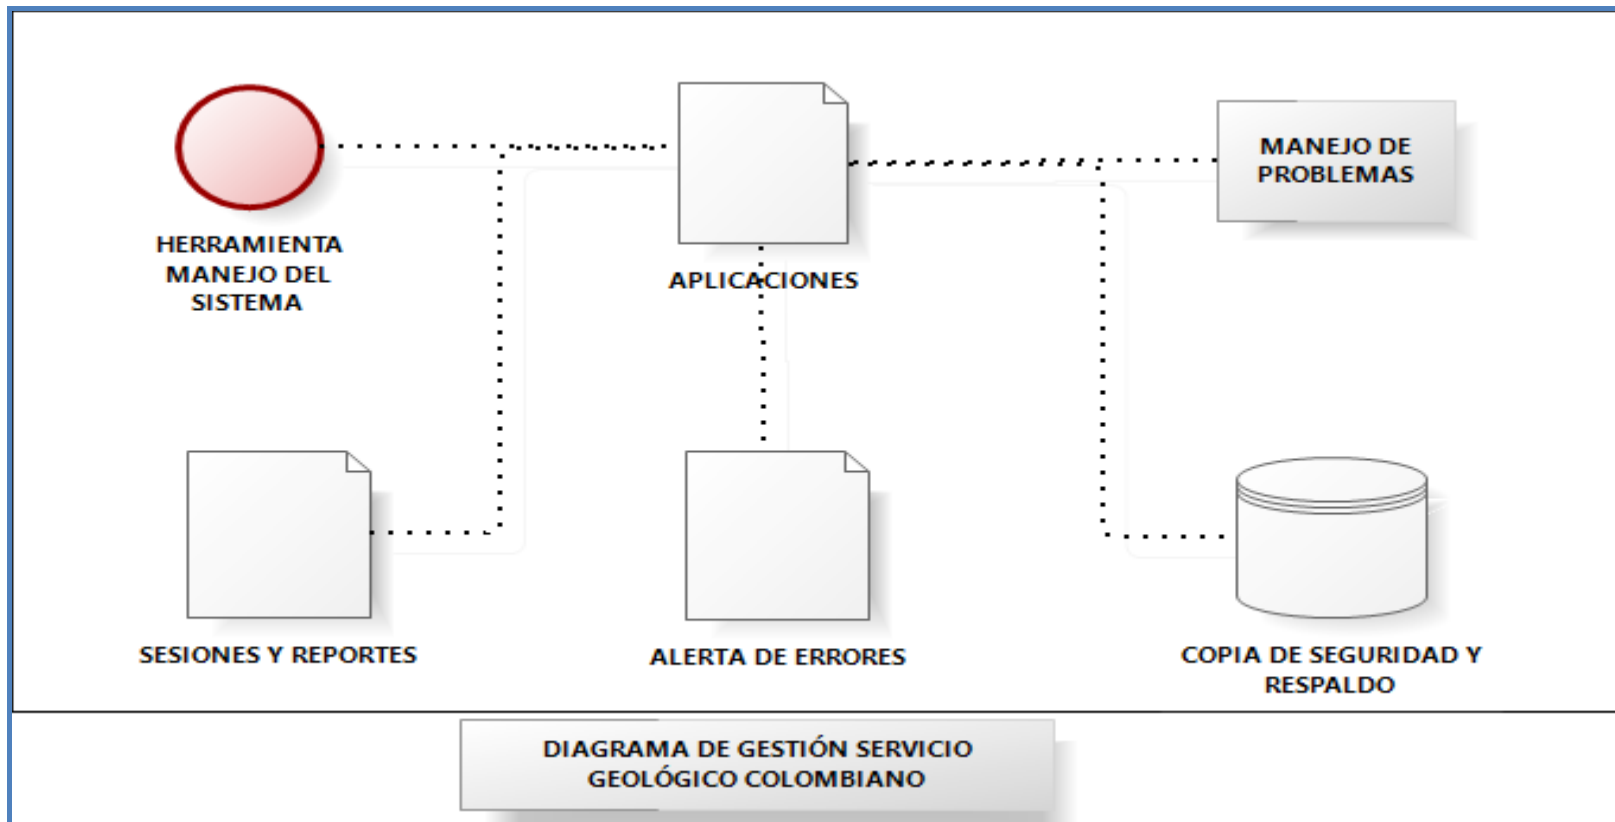 HERRAMIENTA
MANEJO DEL
SISTEMA
APLICACIONES
MANEJO DE
PROBLEMAS
SESIONES Y REPORTES
ALERTA DE ERRORES
COPIA DE SEGURIDAD Y
RESPALDO
DIAGRAMA DE GESTIÓN SERVICIO
GEOLÓGICO COLOMBIANO